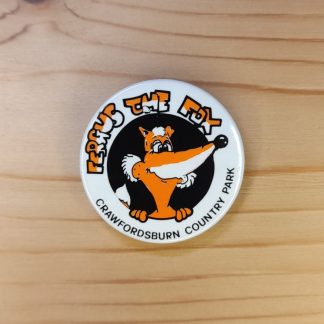 FERGUS THE FOX
CRAWFORDSBURN COUNTRY PARK